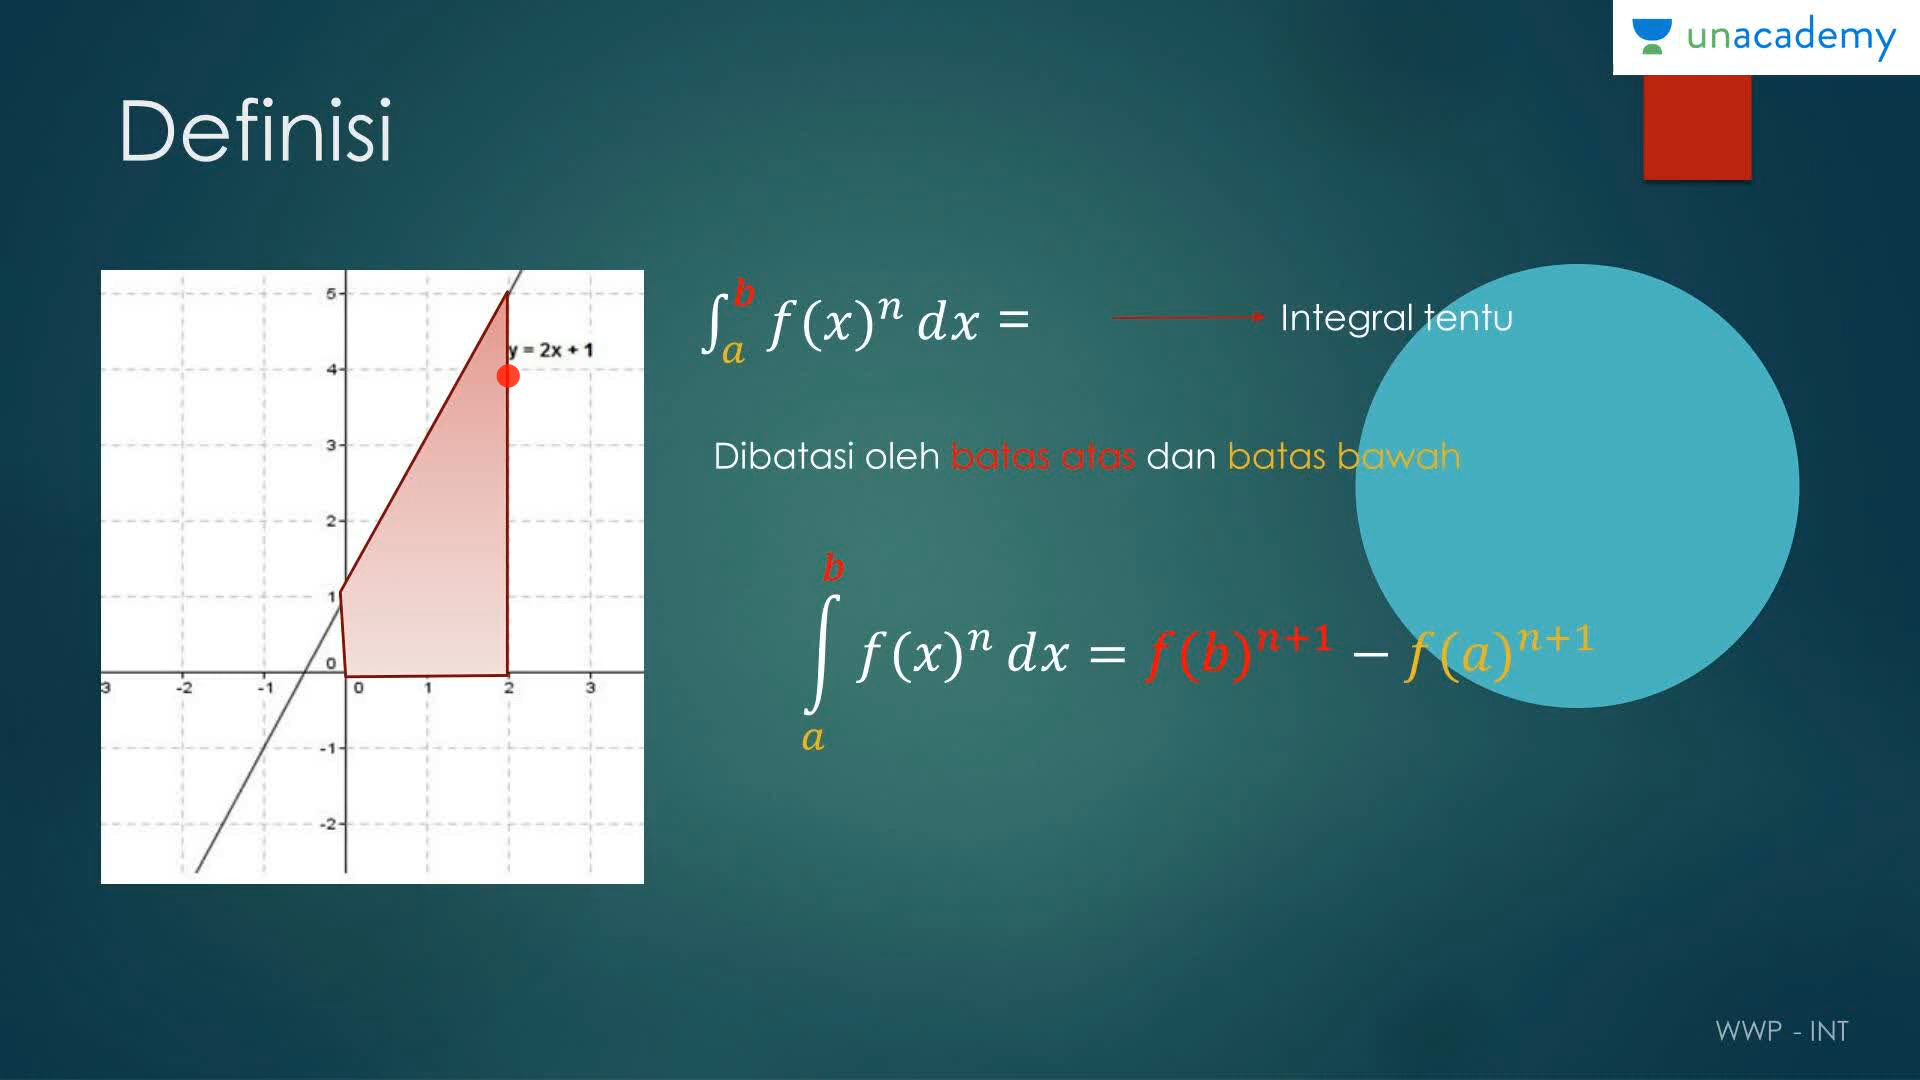 unacademy
Definisi
∫_a^b f(x)^n dx = → Integral tentu
Dibatasi oleh batas atas dan batas bawah
∫_a^b f(x)^n dx = f(b)^{n+1} − f(a)^{n+1}
5
y = 2x + 1
4
3
2
1
0
3 -2 -1 0 1 2 3
-1
-2
WWP - INT